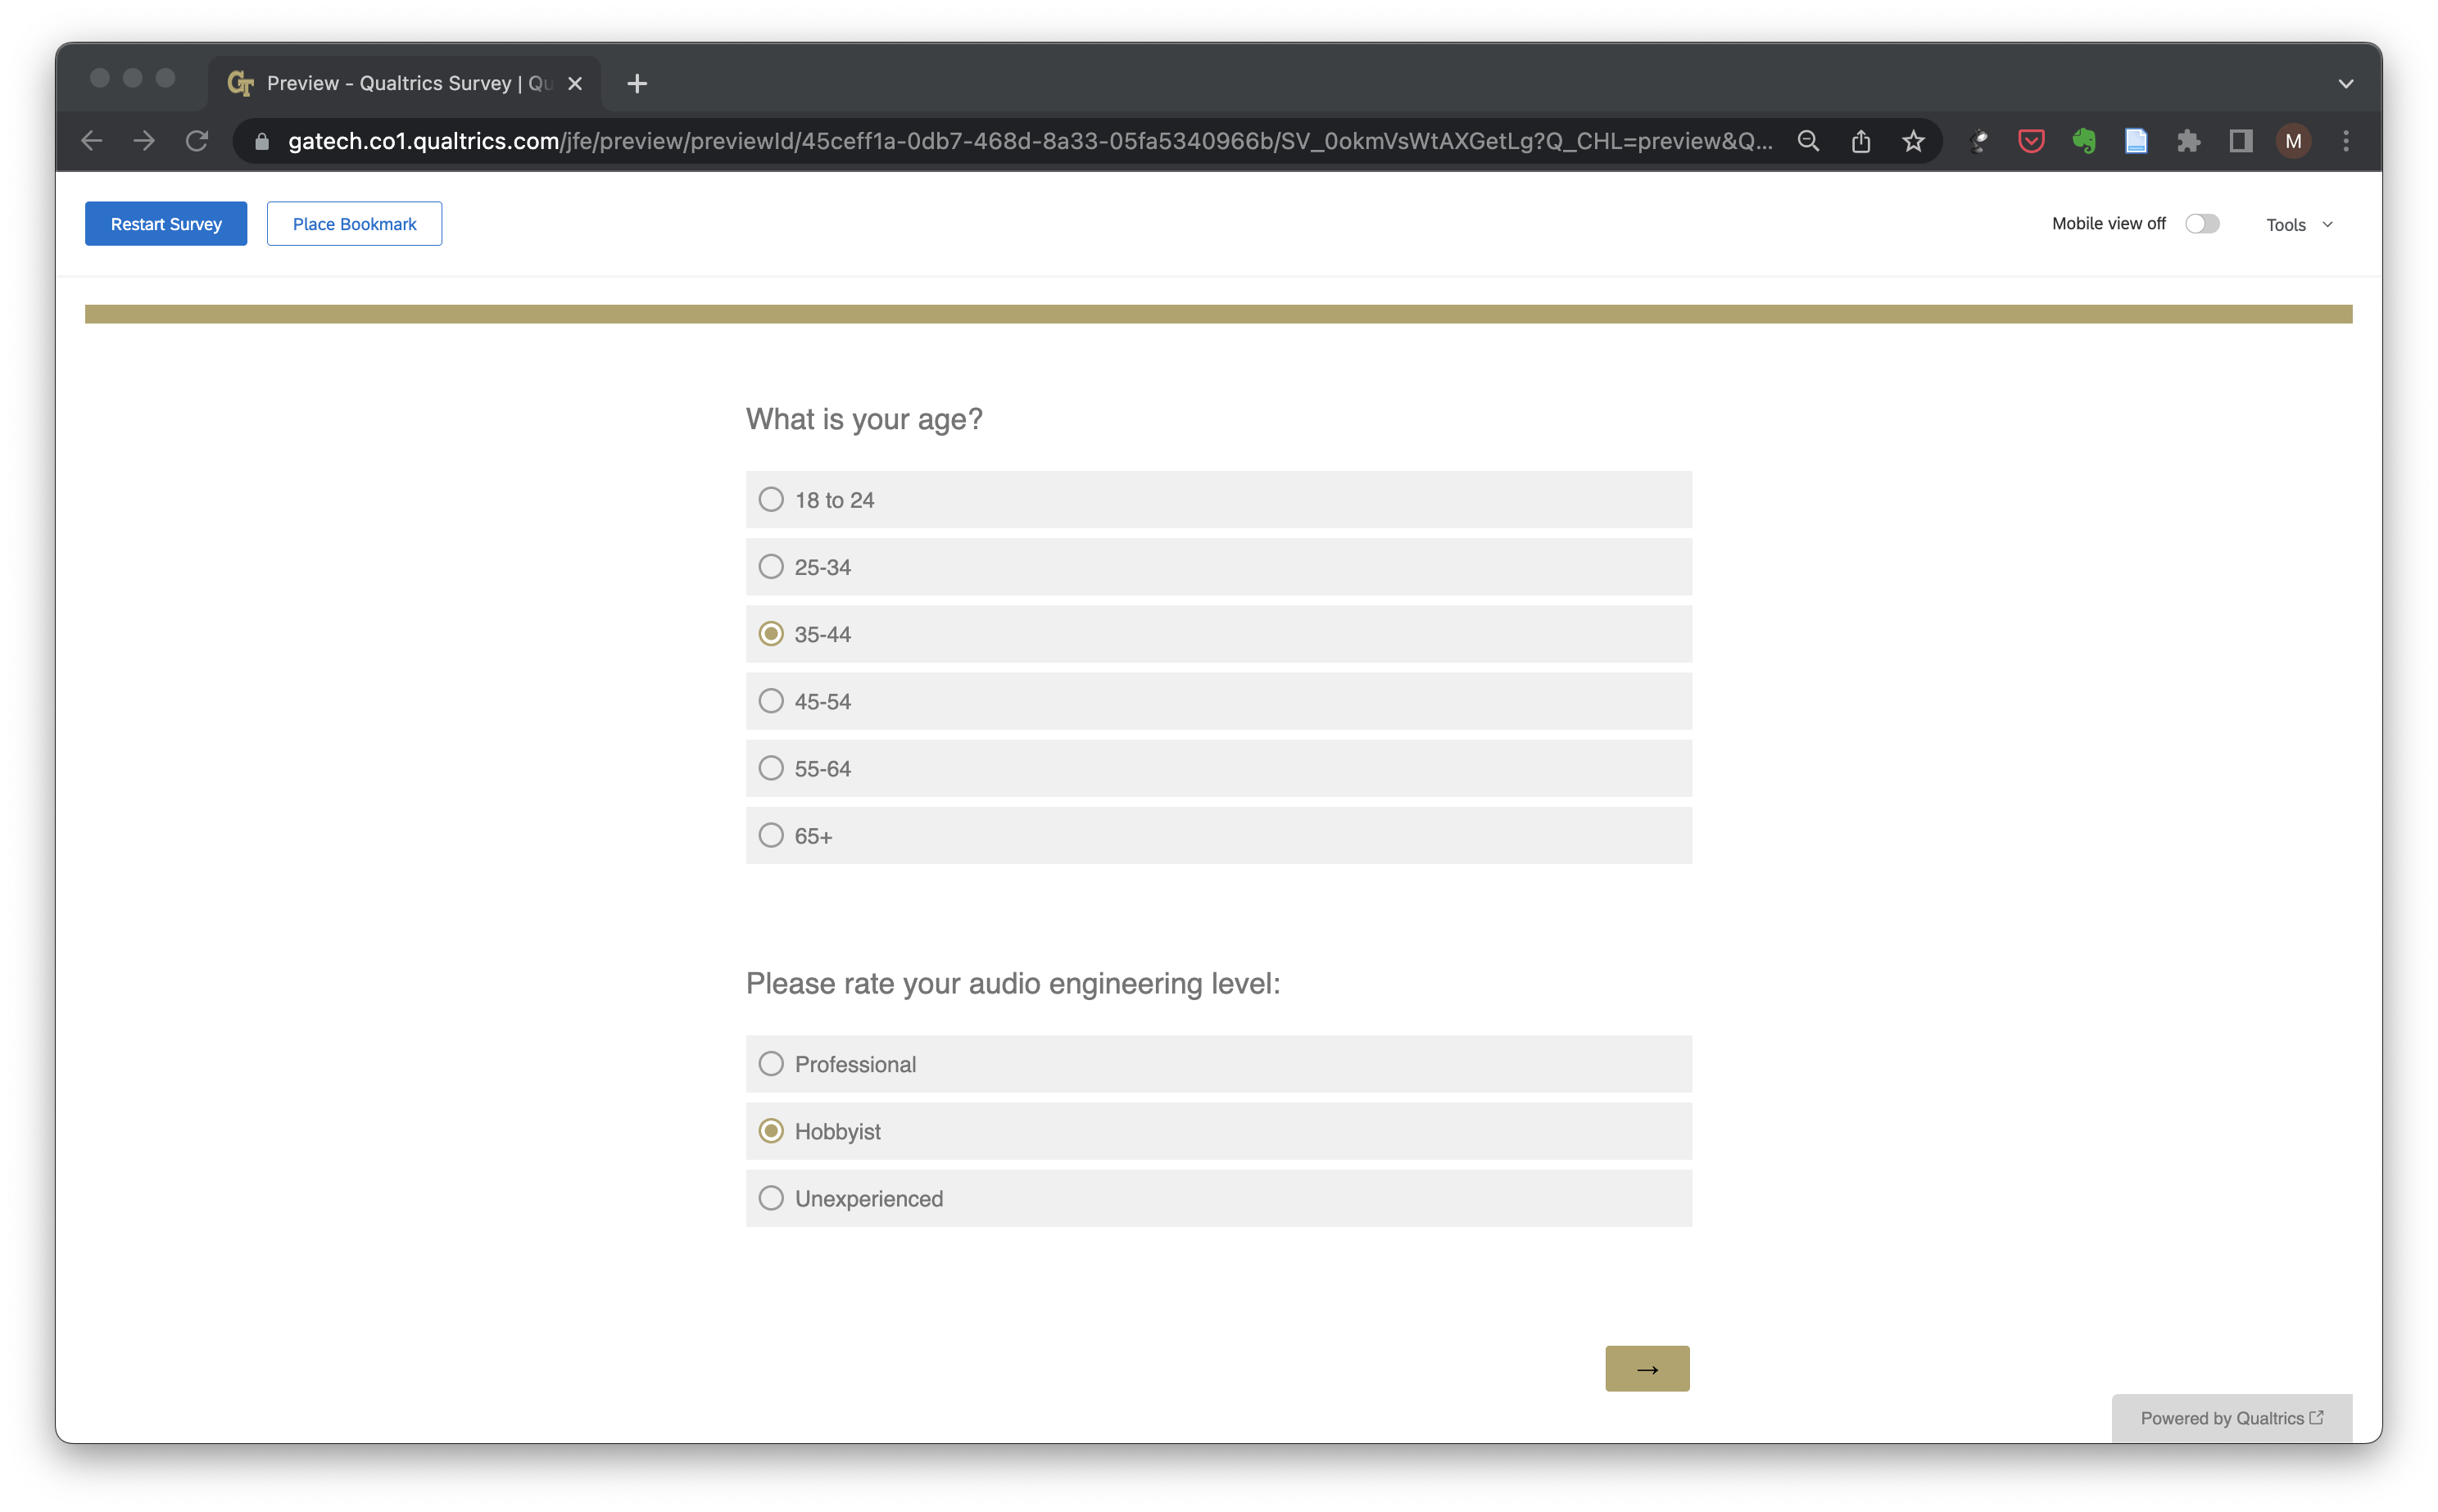 GT Preview - Qualtrics Survey | Qu
gatech.co1.qualtrics.com/jfe/preview/previewId/45ceff1a-0db7-468d-8a33-05fa5340966b/SV_0okmVsWtAXGetLg?Q_CHL=preview&Q... M
Restart Survey Place Bookmark Mobile view off Tools
What is your age?
18 to 24
25-34
35-44
45-54
55-64
65+
Please rate your audio engineering level:
Professional
Hobbyist
Unexperienced
→
Powered by Qualtrics